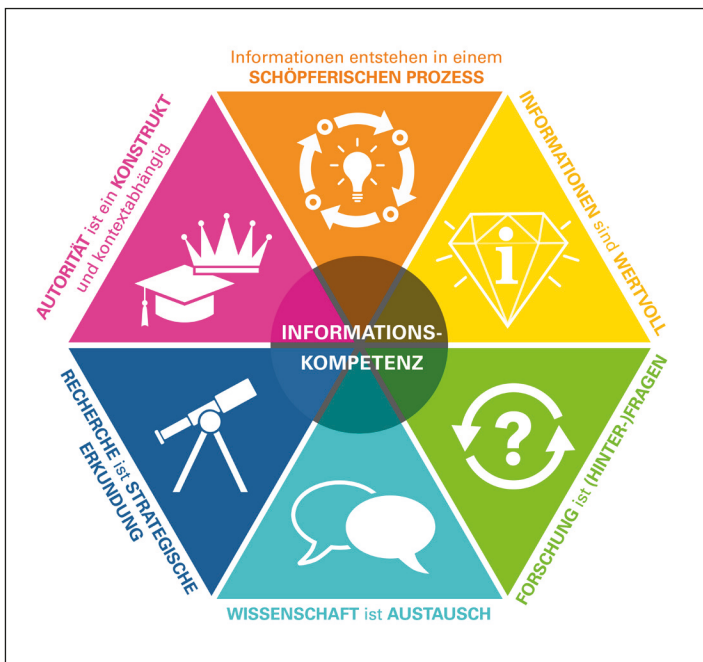 Informationen entstehen in einem
SCHÖPFERISCHEN PROZESS
INFORMATIONEN sind WERTVOLL
FORSCHUNG ist (HINTER-)FRAGEN
WISSENSCHAFT ist AUSTAUSCH
RECHERCHE ist STRATEGISCHE
ERKUNDUNG
AUTORITÄT ist ein KONSTRUKT
und kontextabhängig
INFORMATIONS-
KOMPETENZ
i
?